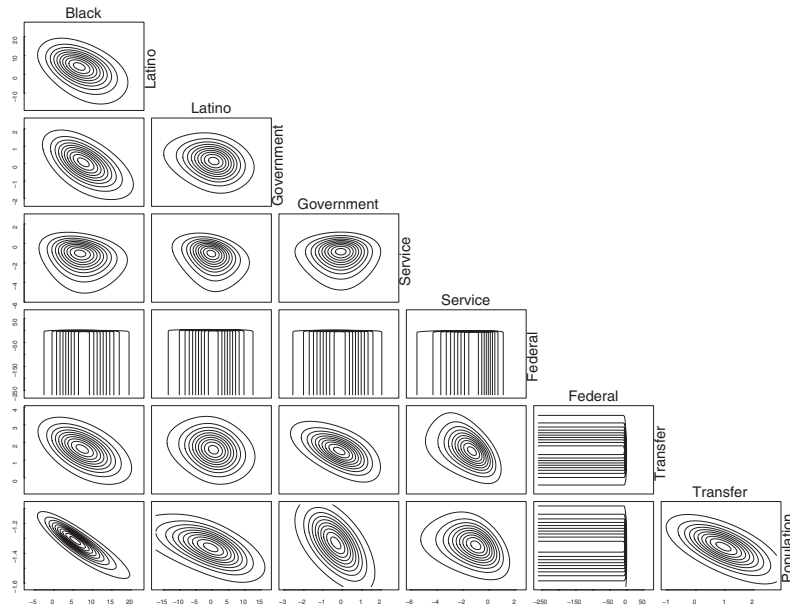 Black
20
10
0
−10
Latino
Latino
2
1
0
−1
−2
Government
Government
2
0
−2
−4
−6
Service
Service
50
−50
−150
−250
Federal
Federal
4
3
2
1
0
Transfer
Transfer
−1.2
−1.4
−1.6
Population
−5 0 5 10 15 20
−15 −10 −5 0 5 10 15
−3 −2 −1 0 1 2
−6 −4 −2 0 2
−250 −150 −50 0 50
−1 0 1 2